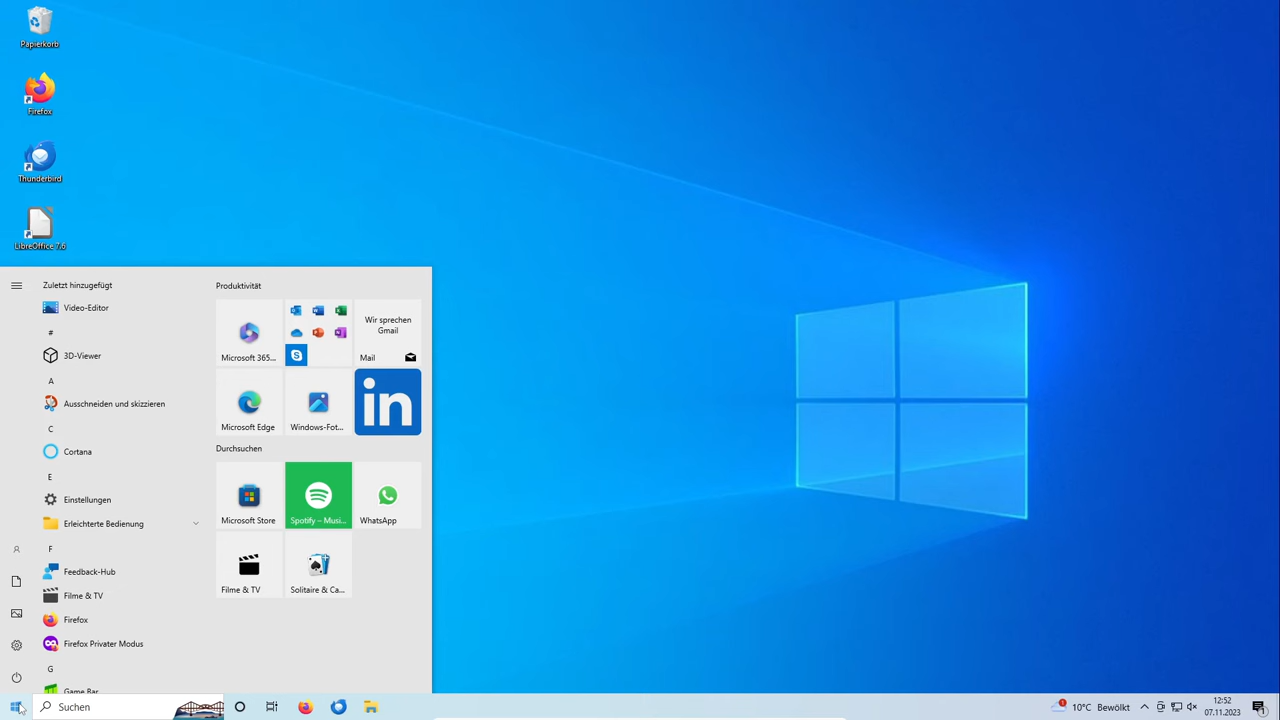 Papierkorb
Firefox
Thunderbird
LibreOffice 7.6
Zuletzt hinzugefügt
Video-Editor
#
3D-Viewer
A
Ausschneiden und skizzieren
C
Cortana
E
Einstellungen
Erleichterte Bedienung
F
Feedback-Hub
Filme & TV
Firefox
Firefox Privater Modus
G
Game Bar
Produktivität
Microsoft 365...
Wir sprechen
Gmail
Mail
Microsoft Edge
Windows-Fot...
in
Durchsuchen
Microsoft Store
Spotify – Musi...
WhatsApp
Filme & TV
Solitaire & Ca...
Suchen
1
10°C Bewölkt
12:52
07.11.2023
1